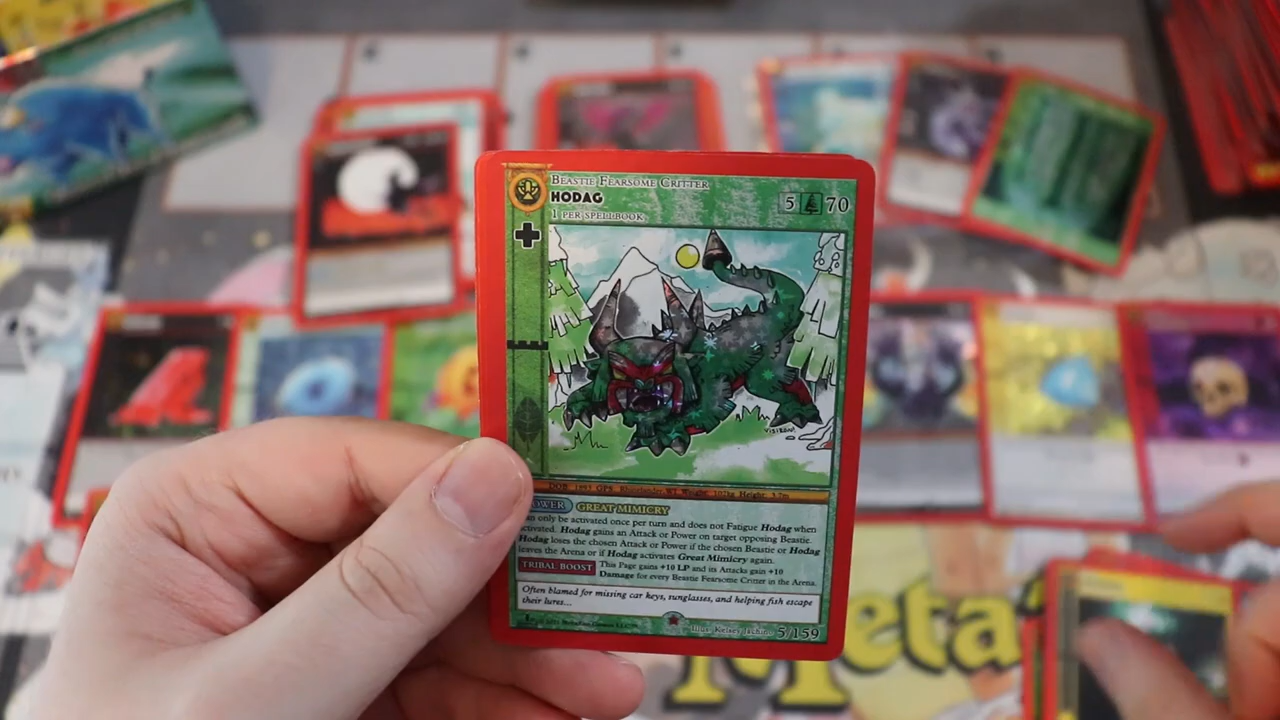 BEASTIE FEARSOME CRITTER
HODAG
1 PER SPELLBOOK
5 70
GREAT MIMICRY
only be activated once per turn and does not Fatigue Hodag when
activated. Hodag gains an Attack or Power on target opposing Beastie.
Hodag loses the chosen Attack or Power if the chosen Beastie or Hodag
leaves the Arena or if Hodag activates Great Mimicry again.
TRIBAL BOOST This Page gains +10 LP and its Attacks gain +10
Damage for every Beastie Fearsome Critter in the Arena.
Often blamed for missing car keys, sunglasses, and helping fish escape
their lures...
Illus. Kelsey 5/159
Meta